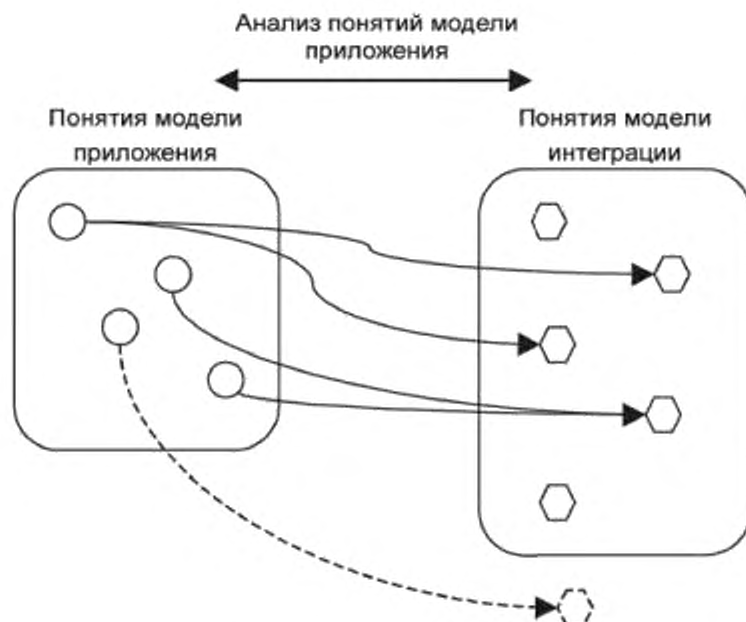 Анализ понятий модели
приложения
Понятия модели
приложения
Понятия модели
интеграции